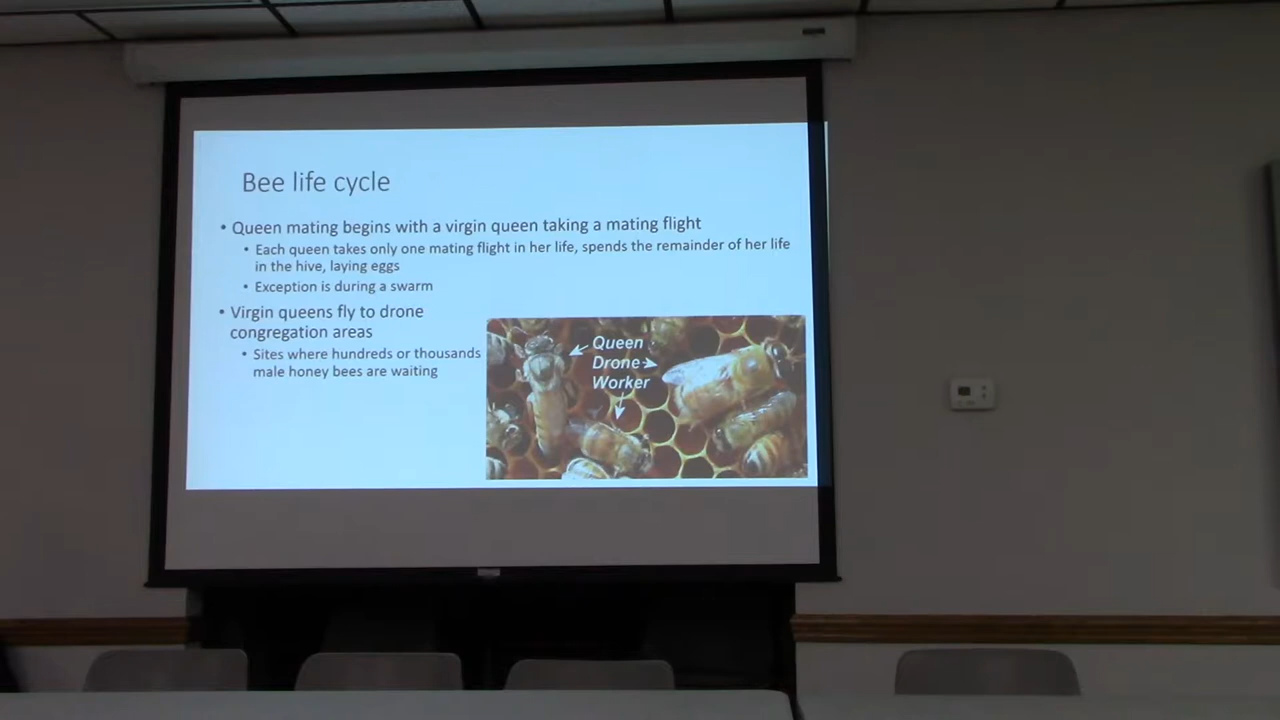 Bee life cycle
• Queen mating begins with a virgin queen taking a mating flight
• Each queen takes only one mating flight in her life, spends the remainder of her life
in the hive, laying eggs
• Exception is during a swarm
• Virgin queens fly to drone
congregation areas
• Sites where hundreds or thousands
male honey bees are waiting
Queen
Drone
Worker